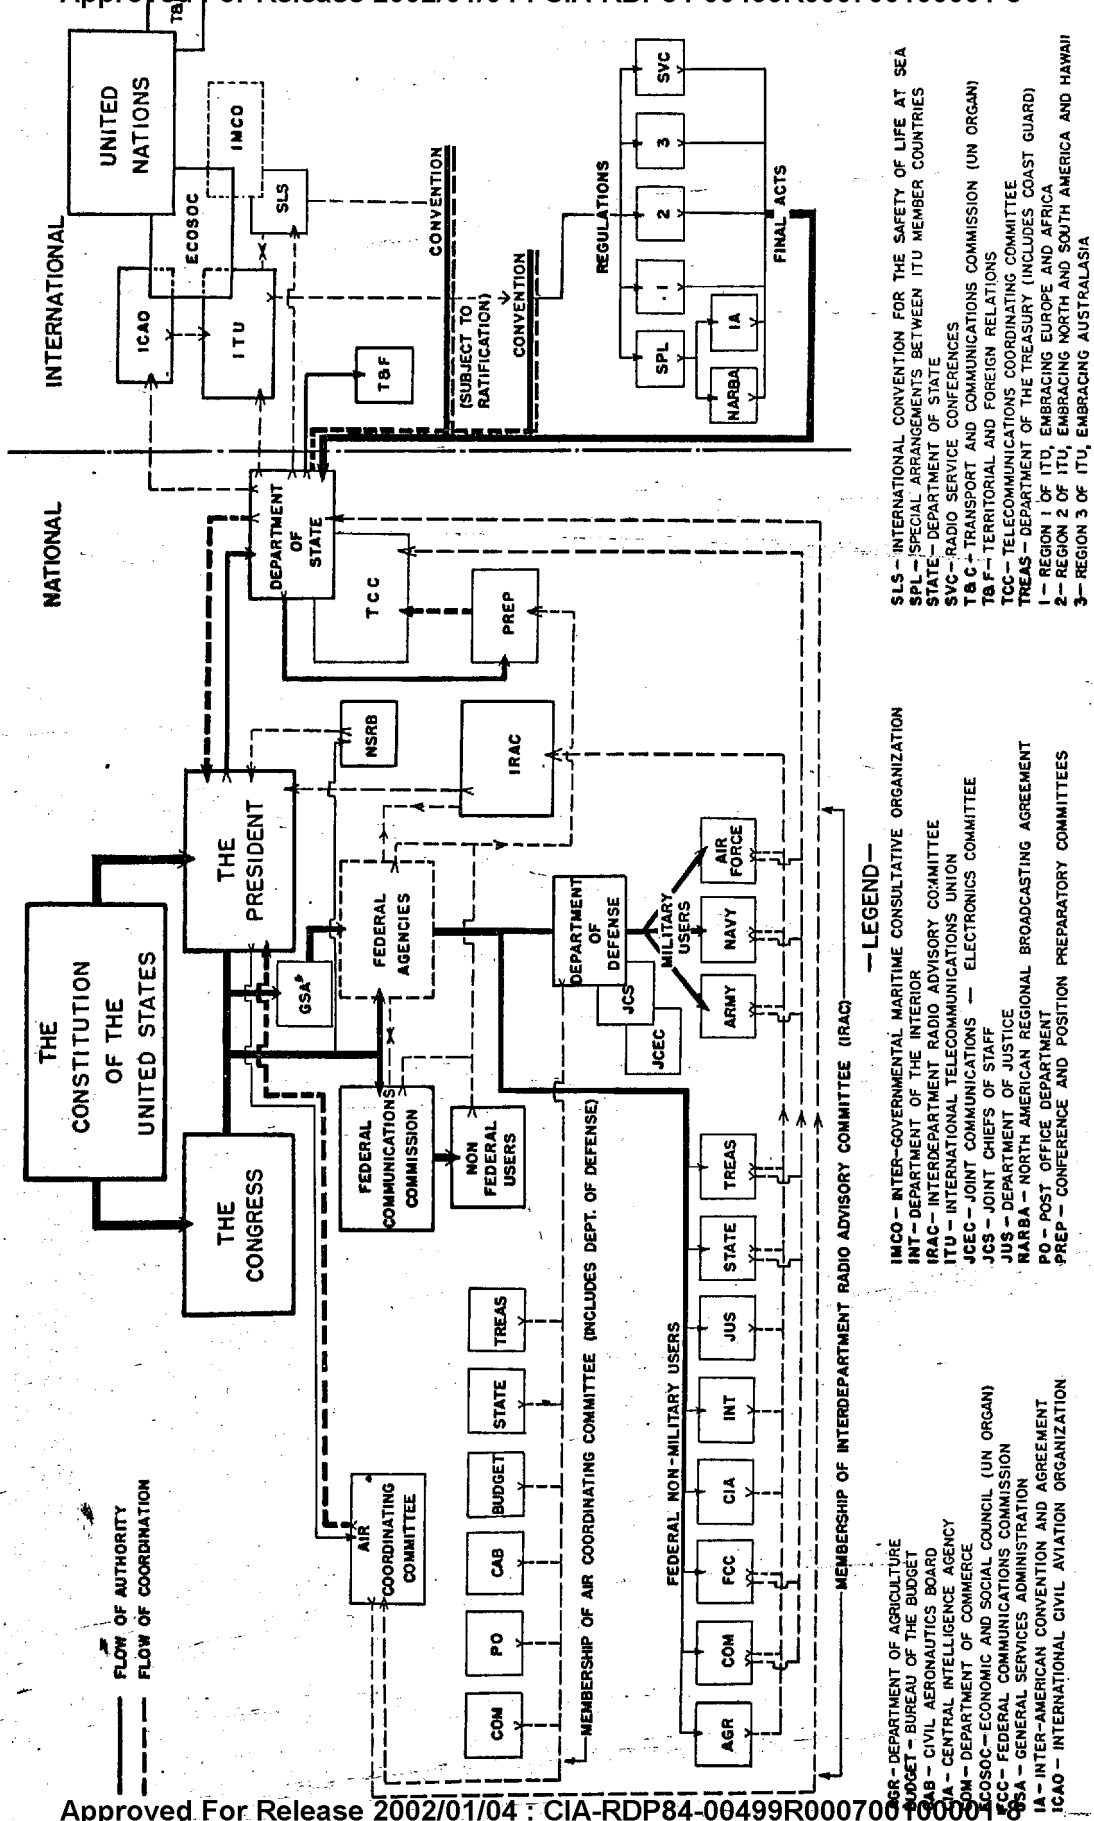 Approved For Release 2002/01/04 : CIA-RDP84-00499R000700100001-8
FLOW OF AUTHORITY
FLOW OF COORDINATION
NATIONAL
INTERNATIONAL
THE
CONSTITUTION
OF THE
UNITED STATES
THE
CONGRESS
THE
PRESIDENT
UNITED
NATIONS
ECOSOC
ICAO
ITU
IMCO
SLS
T&F
DEPARTMENT
OF
STATE
TCC
PREP
NSRB
IRAC
GSA*
FEDERAL
AGENCIES
FEDERAL
COMMUNICATIONS
COMMISSION
NON
FEDERAL
USERS
AIR
COORDINATING
COMMITTEE
CONVENTION
(SUBJECT TO
RATIFICATION)
CONVENTION
REGULATIONS
SPL
1
2
3
SVC
NARBA
IA
FINAL ACTS
COM
PO
CAB
BUDGET
STATE
TREAS
MEMBERSHIP OF AIR COORDINATING COMMITTEE (INCLUDES DEPT. OF DEFENSE)
DEPARTMENT
OF
DEFENSE
JCS
JCEC
MILITARY
USERS
ARMY
NAVY
AIR
FORCE
FEDERAL NON-MILITARY USERS
AGR
COM
FCC
CIA
INT
JUS
STATE
TREAS
MEMBERSHIP OF INTERDEPARTMENT RADIO ADVISORY COMMITTEE (IRAC)
—LEGEND—
AGR—DEPARTMENT OF AGRICULTURE
BUDGET—BUREAU OF THE BUDGET
CAB—CIVIL AERONAUTICS BOARD
CIA—CENTRAL INTELLIGENCE AGENCY
COM—DEPARTMENT OF COMMERCE
ECOSOC—ECONOMIC AND SOCIAL COUNCIL (UN ORGAN)
FCC—FEDERAL COMMUNICATIONS COMMISSION
GSA—GENERAL SERVICES ADMINISTRATION
IA—INTER-AMERICAN CONVENTION AND AGREEMENT
ICAO—INTERNATIONAL CIVIL AVIATION ORGANIZATION
IMCO—INTER-GOVERNMENTAL MARITIME CONSULTATIVE ORGANIZATION
INT—DEPARTMENT OF THE INTERIOR
IRAC—INTERDEPARTMENT RADIO ADVISORY COMMITTEE
ITU—INTERNATIONAL TELECOMMUNICATIONS UNION
JCEC—JOINT COMMUNICATIONS — ELECTRONICS COMMITTEE
JCS—JOINT CHIEFS OF STAFF
JUS—DEPARTMENT OF JUSTICE
NARBA—NORTH AMERICAN REGIONAL BROADCASTING AGREEMENT
PO—POST OFFICE DEPARTMENT
PREP—CONFERENCE AND POSITION PREPARATORY COMMITTEES
SLS—INTERNATIONAL CONVENTION FOR THE SAFETY OF LIFE AT SEA
SPL—SPECIAL ARRANGEMENTS BETWEEN ITU MEMBER COUNTRIES
STATE—DEPARTMENT OF STATE
SVC—RADIO SERVICE CONFERENCES
T&C—TRANSPORT AND COMMUNICATIONS COMMISSION (UN ORGAN)
T&F—TERRITORIAL AND FOREIGN RELATIONS
TCC—TELECOMMUNICATIONS COORDINATING COMMITTEE
TREAS—DEPARTMENT OF THE TREASURY (INCLUDES COAST GUARD)
1—REGION 1 OF ITU, EMBRACING EUROPE AND AFRICA
2—REGION 2 OF ITU, EMBRACING NORTH AND SOUTH AMERICA AND HAWAII
3—REGION 3 OF ITU, EMBRACING AUSTRALASIA
Approved For Release 2002/01/04 : CIA-RDP84-00499R000700100001-8